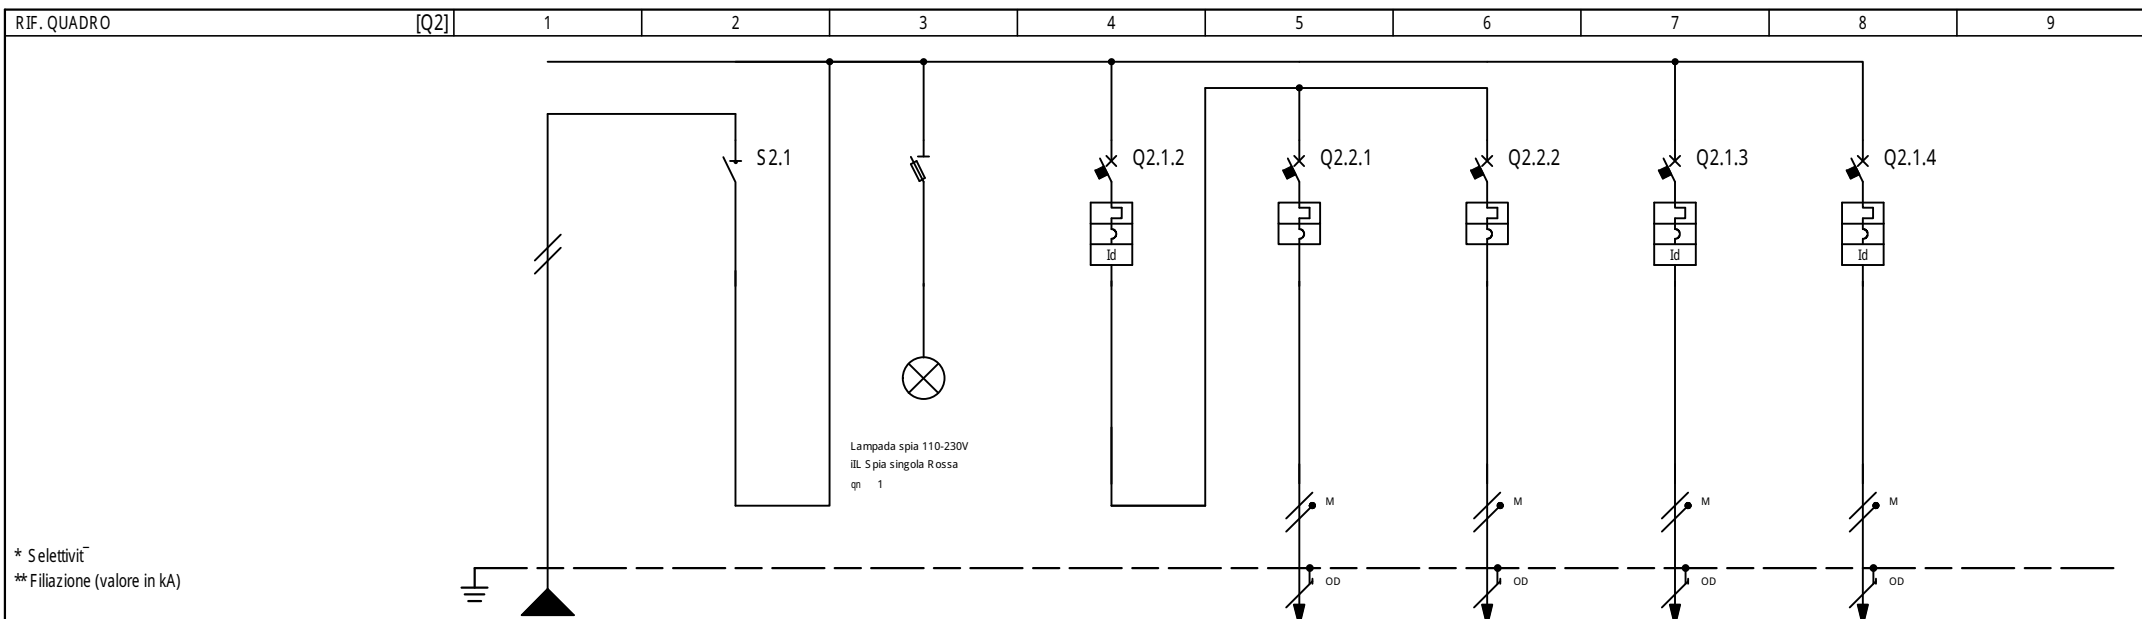 RIF. QUADRO [Q2] 1 2 3 4 5 6 7 8 9
S2.1 Q2.1.2 Q2.2.1 Q2.2.2 Q2.1.3 Q2.1.4
Id Id Id
Lampada spia 110-230V
iIL Spia singola Rossa
qn 1
M M M M
* Selettivit¯
** Filiazione (valore in kA)
OD OD OD OD